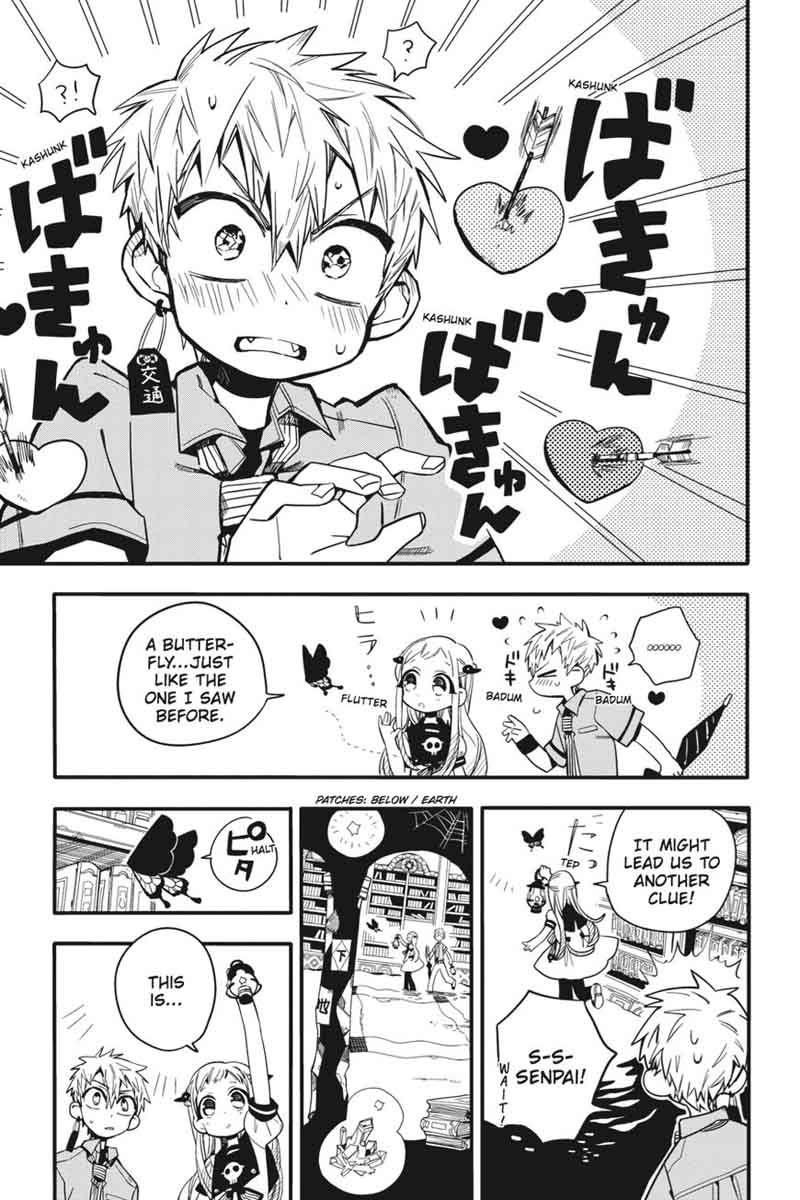 ?
?!
KASHUNK
ばきゅん
KASHUNK
ばきゅん
KASHUNK
ばきゅん
交通
oooooo
ドキ
BADUM
ドキ
BADUM
ヒラ...
FLUTTER
A BUTTER-
FLY...JUST
LIKE THE
ONE I SAW
BEFORE.
PATCHES: BELOW / EARTH
IT MIGHT
LEAD US TO
ANOTHER
CLUE!
たっ
TEP
S-S-
SENPAI!
WAIT!
下
地
ピタ
HALT
THIS
IS...